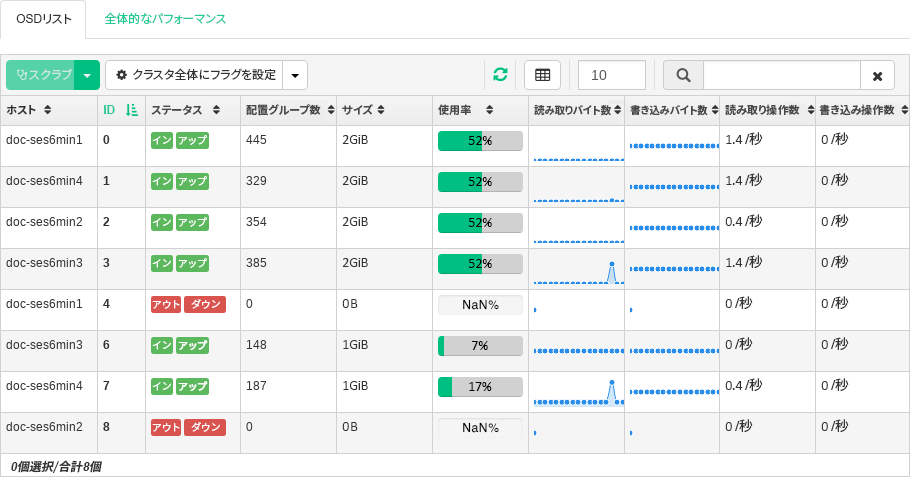 OSDリスト 全体的なパフォーマンス
スクラブ クラスタ全体にフラグを設定 10
ホスト ID ステータス 配置グループ数 サイズ 使用率 読み取りバイト数 書き込みバイト数 読み取り操作数 書き込み操作数
doc-ses6min1 0 イン アップ 445 2GiB 52% 1.4 /秒 0 /秒
doc-ses6min4 1 イン アップ 329 2GiB 52% 1.4 /秒 0 /秒
doc-ses6min2 2 イン アップ 354 2GiB 52% 0.4 /秒 0 /秒
doc-ses6min3 3 イン アップ 385 2GiB 52% 1.4 /秒 0 /秒
doc-ses6min1 4 アウト ダウン 0 0B NaN% 0 /秒 0 /秒
doc-ses6min3 6 イン アップ 148 1GiB 7% 0 /秒 0 /秒
doc-ses6min4 7 イン アップ 187 1GiB 17% 0.4 /秒 0 /秒
doc-ses6min2 8 アウト ダウン 0 0B NaN% 0 /秒 0 /秒
0個選択/合計8個